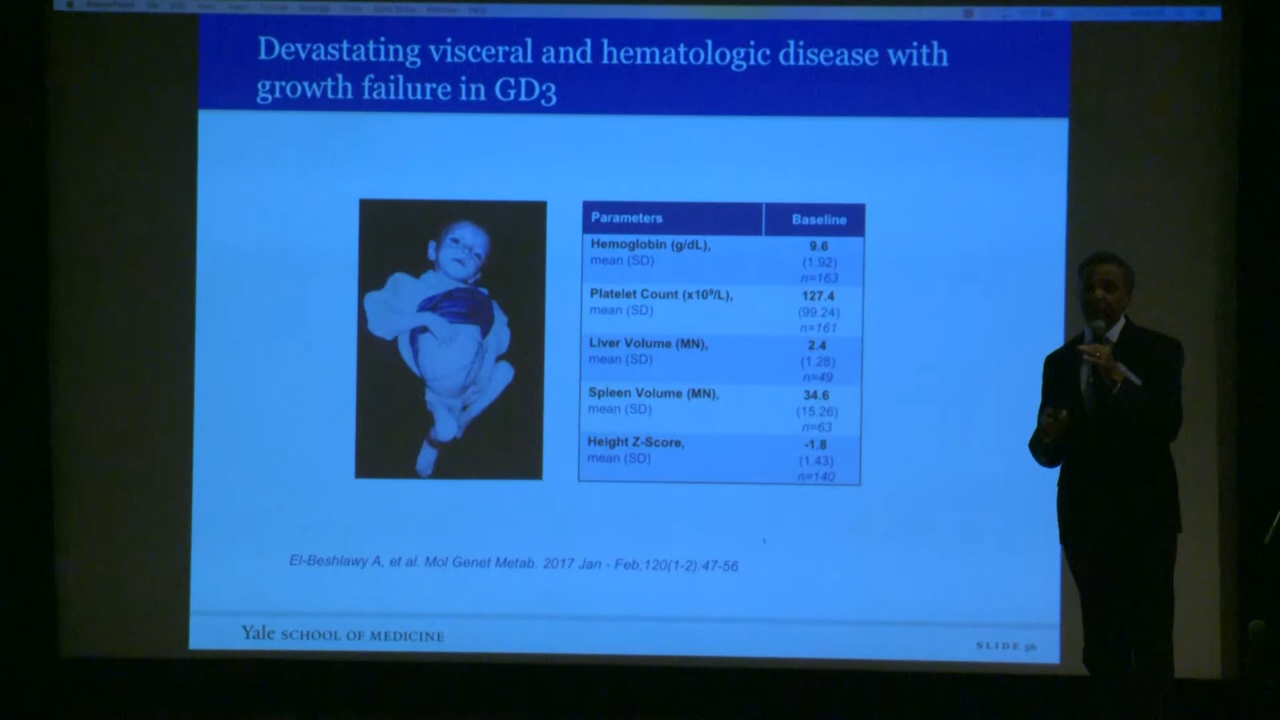 Devastating visceral and hematologic disease with
growth failure in GD3
Parameters Baseline
Hemoglobin (g/dL), 9.6
mean (SD) (1.92)
n=163
Platelet Count (x10⁹/L), 127.4
mean (SD) (99.24)
n=161
Liver Volume (MN), 2.4
mean (SD) (1.28)
n=49
Spleen Volume (MN), 34.6
mean (SD) (15.26)
n=63
Height Z-Score, -1.8
mean (SD) (1.43)
n=140
El-Beshlawy A, et al. Mol Genet Metab. 2017 Jan - Feb;120(1-2):47-56
Yale SCHOOL OF MEDICINE
SLIDE 56